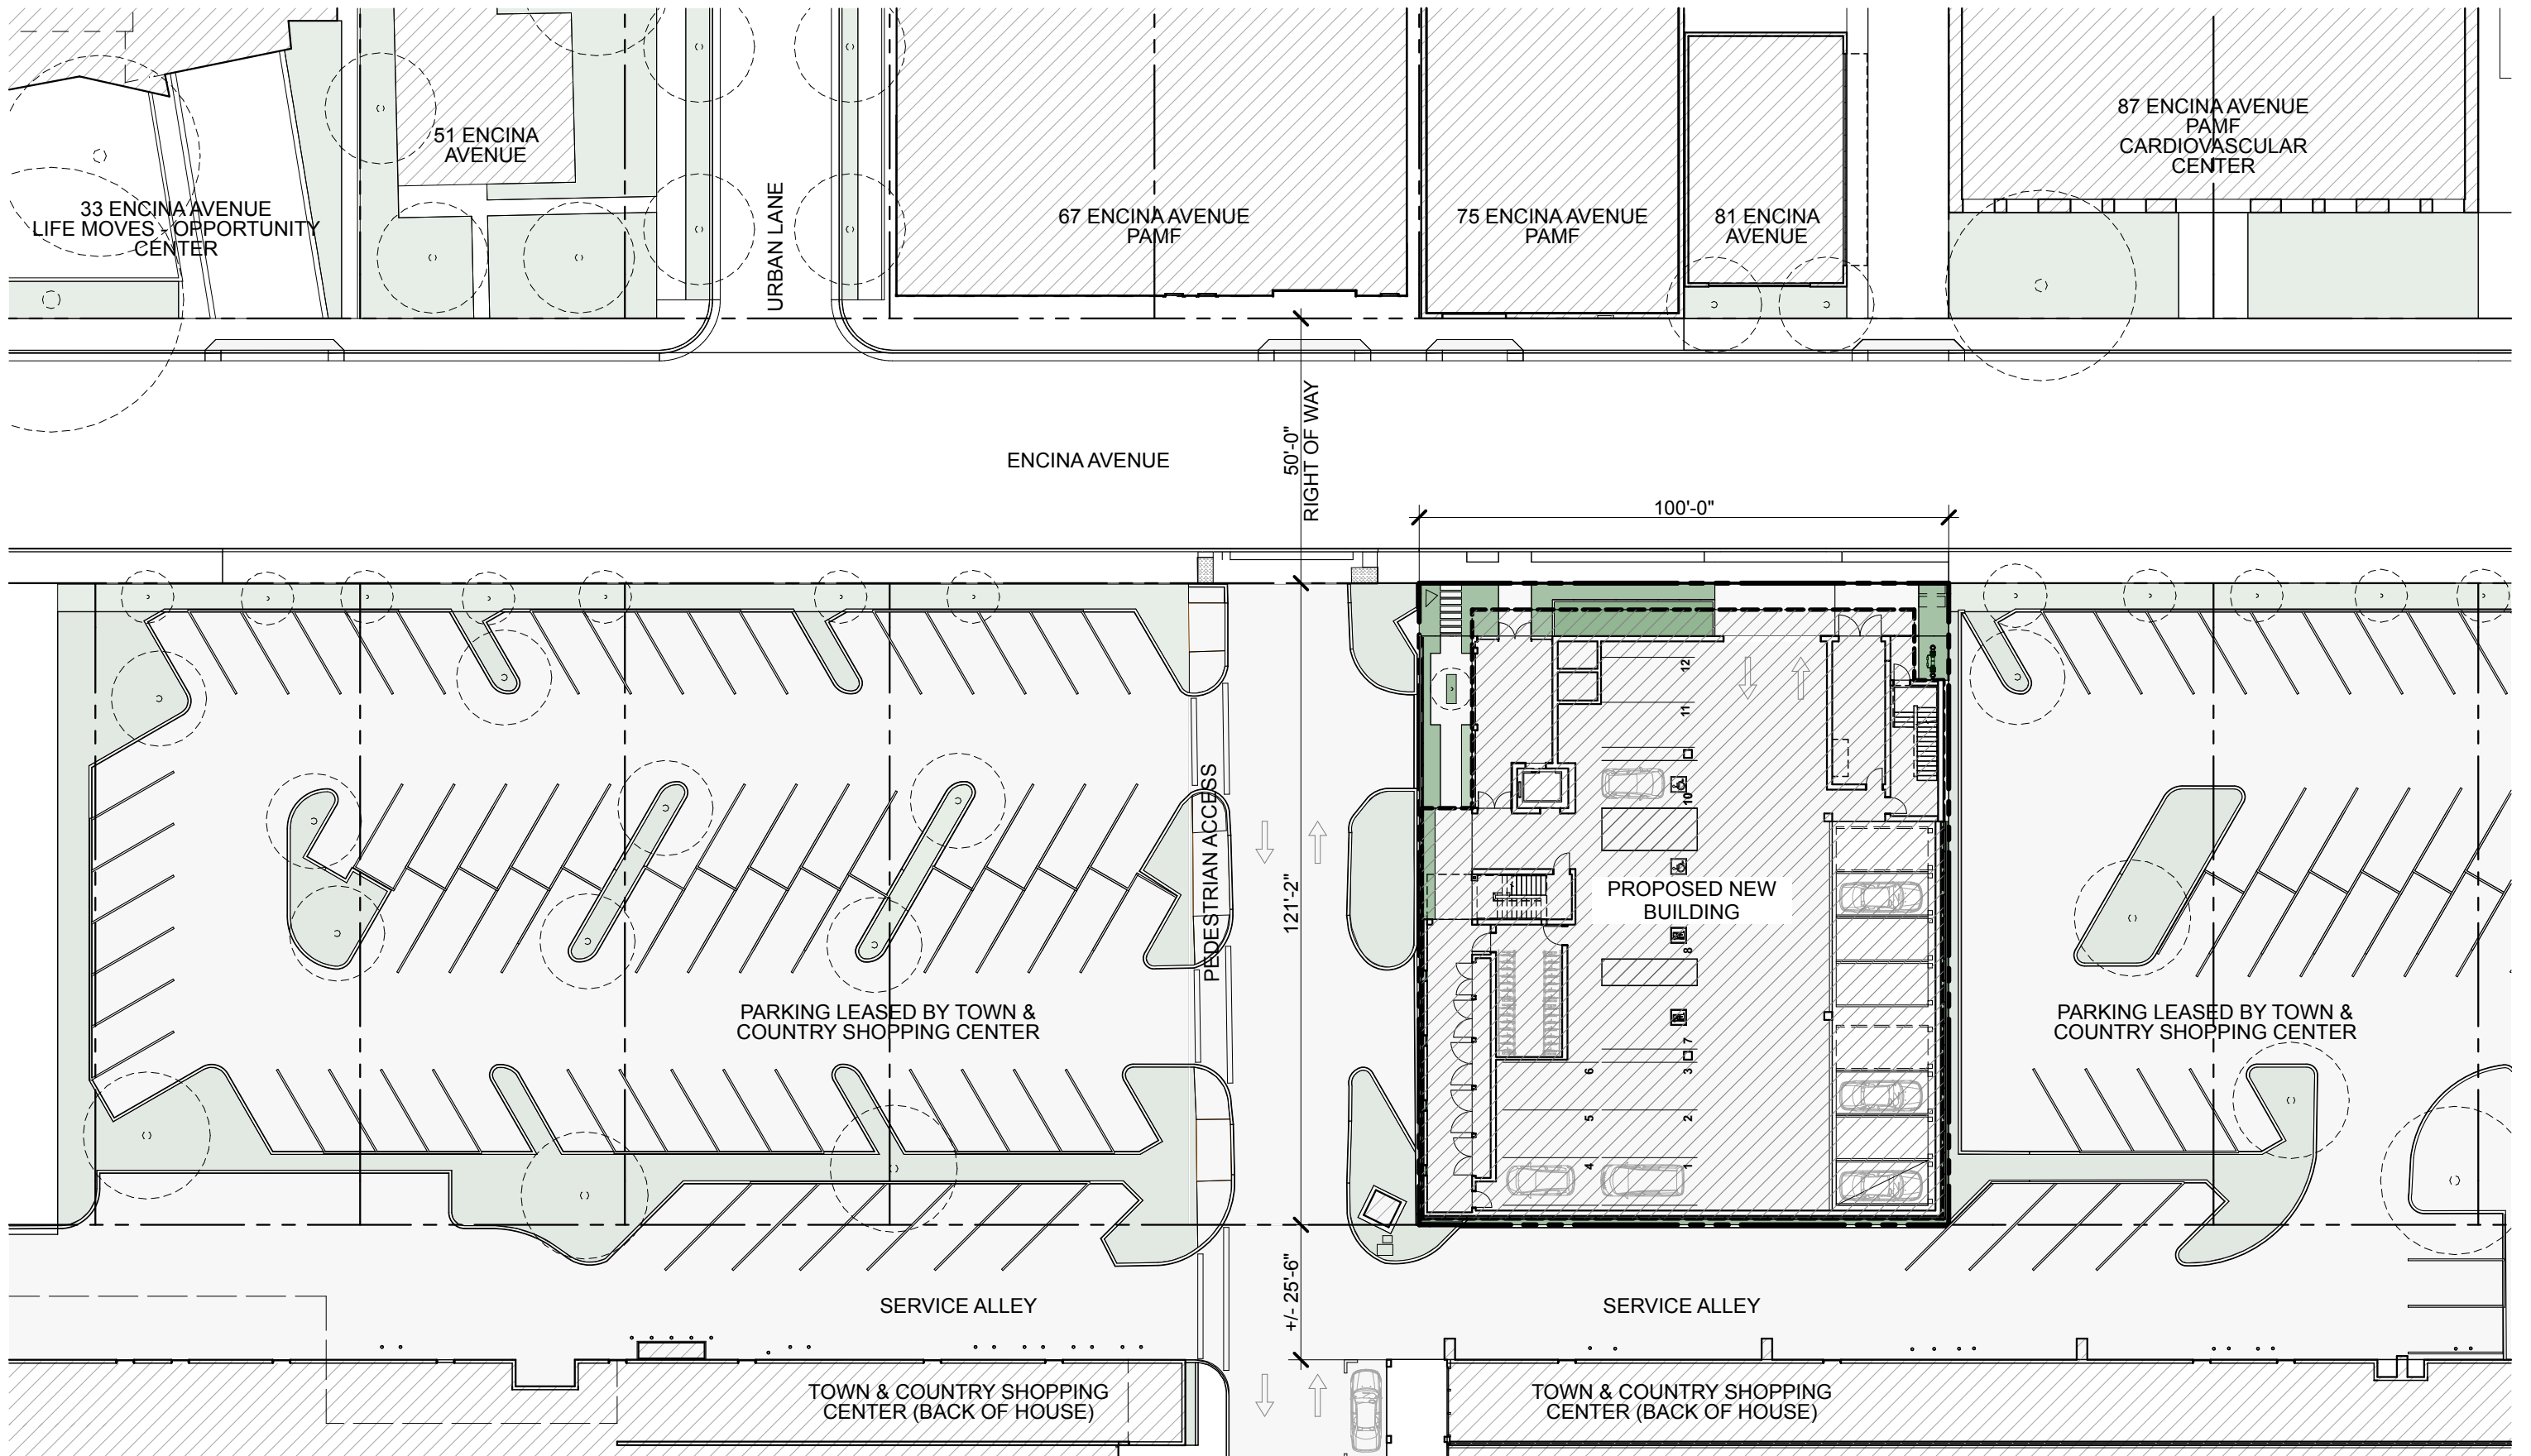 51 ENCINA
AVENUE
87 ENCINA AVENUE
PAMF
CARDIOVASCULAR
CENTER
33 ENCINA AVENUE
LIFE MOVES - OPPORTUNITY
CENTER
URBAN LANE
67 ENCINA AVENUE
PAMF
75 ENCINA AVENUE
PAMF
81 ENCINA
AVENUE
ENCINA AVENUE
50'-0"
RIGHT OF WAY
100'-0"
PEDESTRIAN ACCESS
121'-2"
12
11
10
PROPOSED NEW
BUILDING
8
7
6
3
5
2
4
1
PARKING LEASED BY TOWN &
COUNTRY SHOPPING CENTER
PARKING LEASED BY TOWN &
COUNTRY SHOPPING CENTER
SERVICE ALLEY
+/- 25'-6"
SERVICE ALLEY
TOWN & COUNTRY SHOPPING
CENTER (BACK OF HOUSE)
TOWN & COUNTRY SHOPPING
CENTER (BACK OF HOUSE)